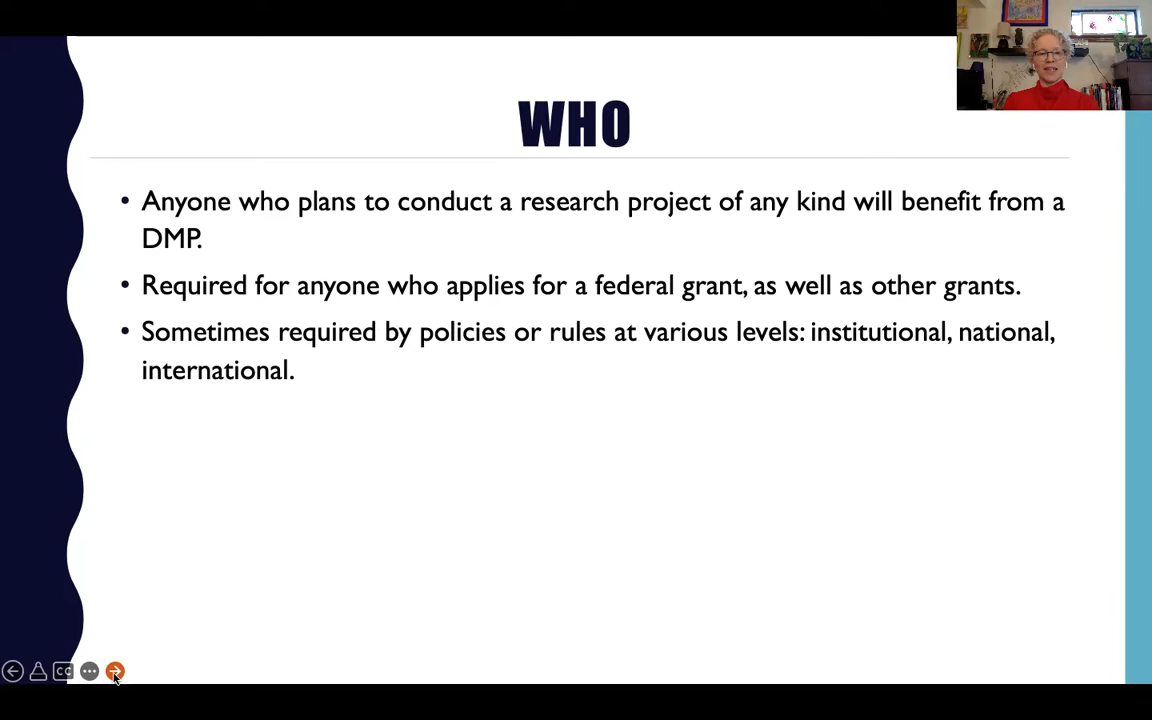 WHO
• Anyone who plans to conduct a research project of any kind will benefit from a
DMP.
• Required for anyone who applies for a federal grant, as well as other grants.
• Sometimes required by policies or rules at various levels: institutional, national,
international.
CC